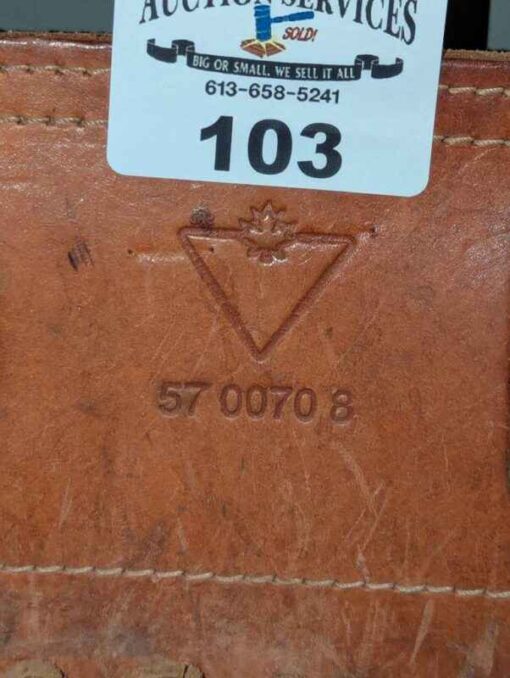 AUCTION SERVICES
SOLD!
BIG OR SMALL, WE SELL IT ALL
613-658-5241
103
57 0070 8